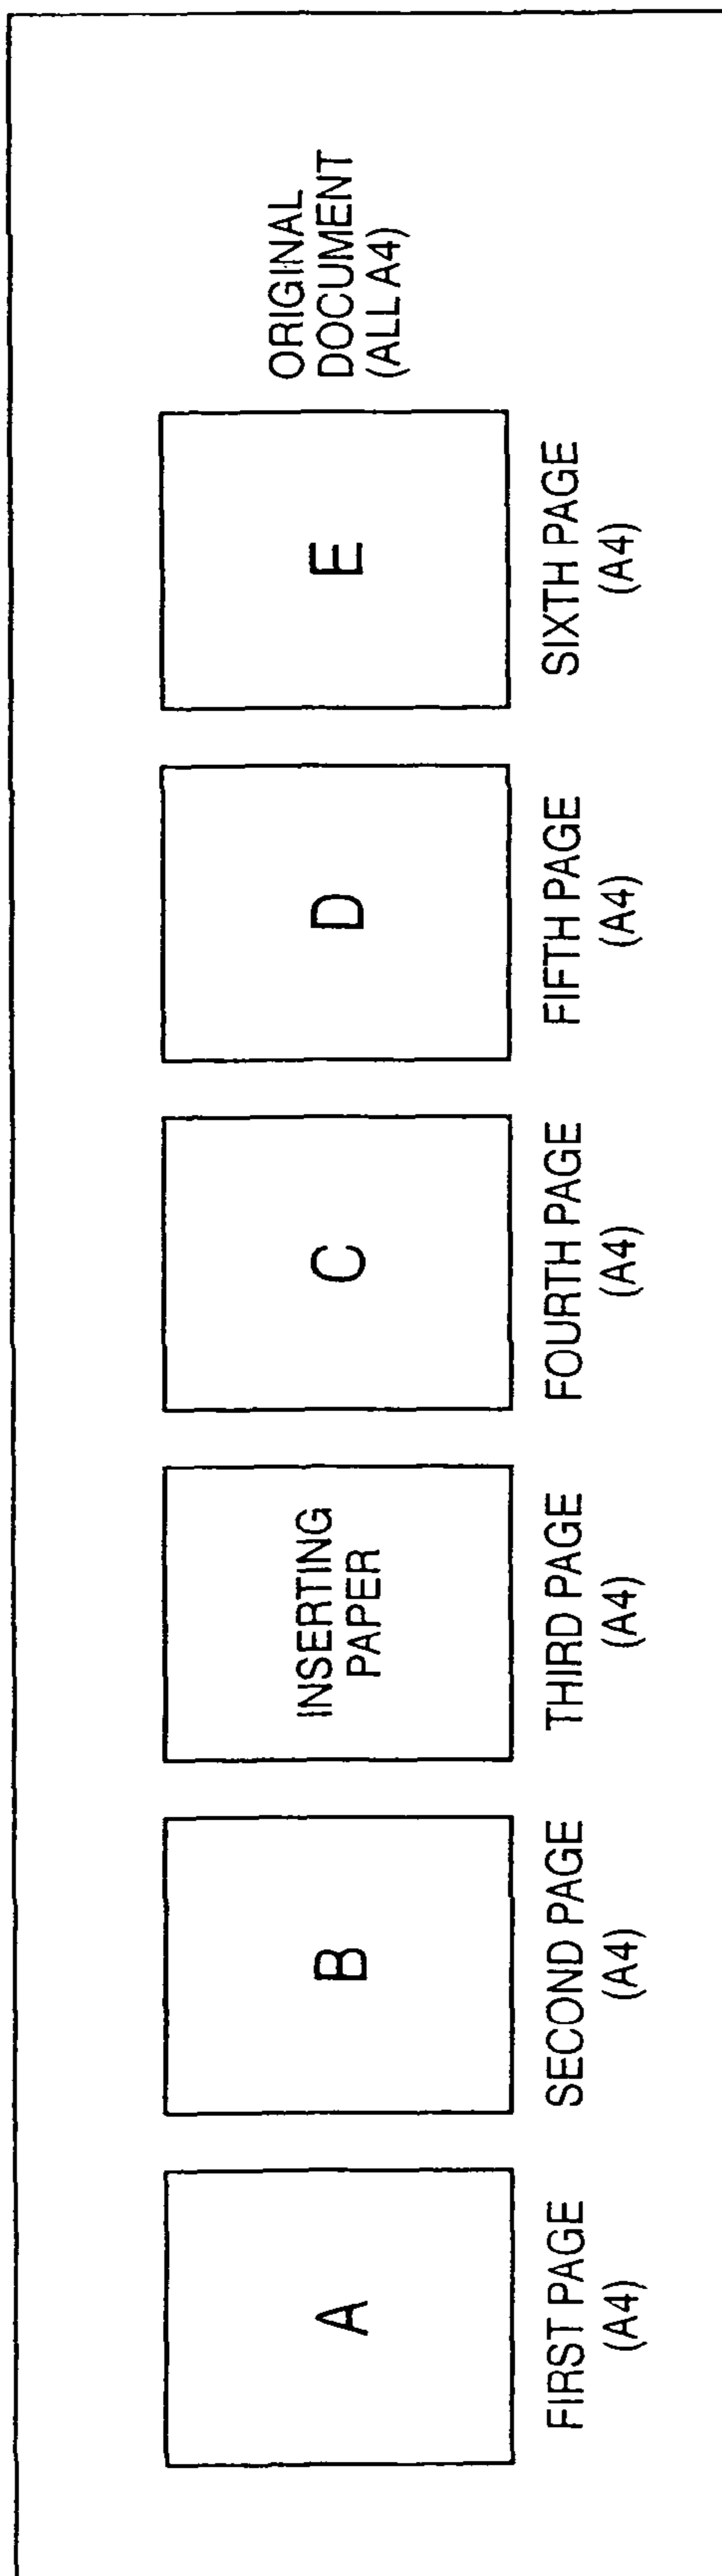 A
FIRST PAGE
(A4)
B
SECOND PAGE
(A4)
INSERTING
PAPER
THIRD PAGE
(A4)
C
FOURTH PAGE
(A4)
D
FIFTH PAGE
(A4)
E
SIXTH PAGE
(A4)
ORIGINAL
DOCUMENT
(ALL A4)